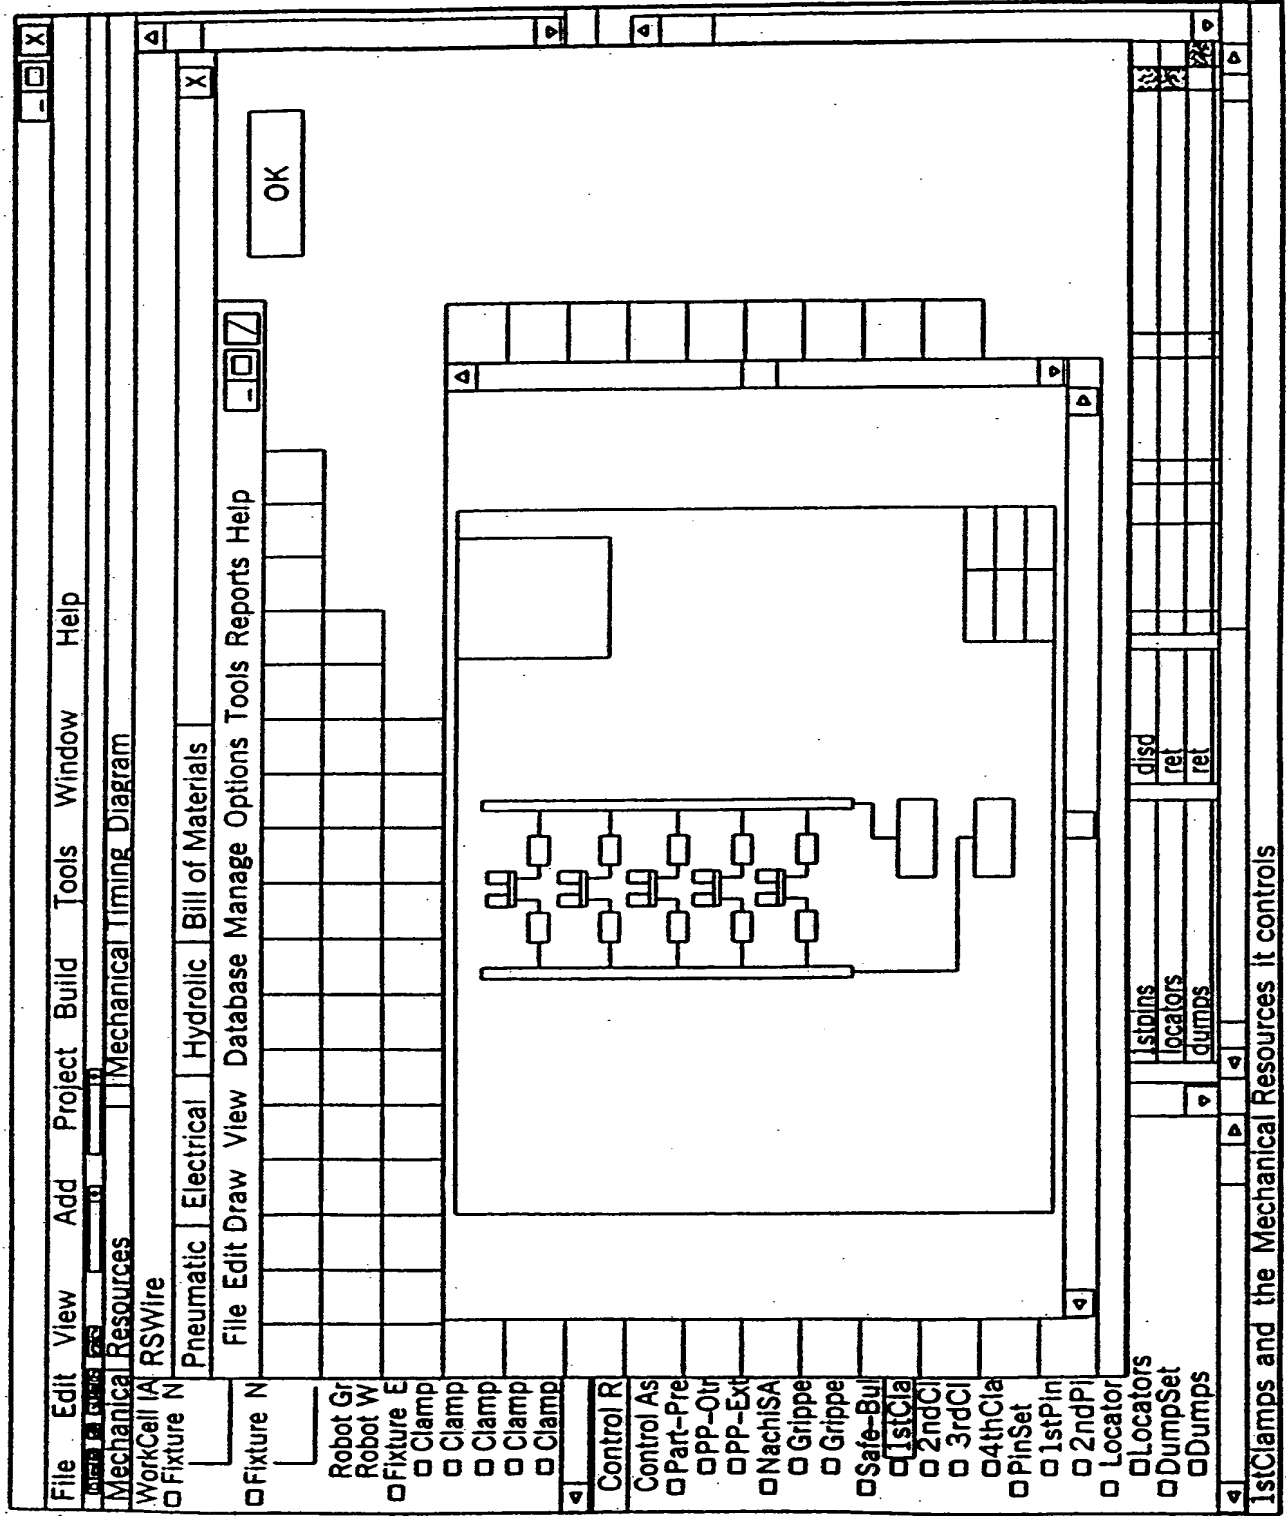 File Edit View Add Project Build Tools Window Help
Mechanical Resources
Mechanical Timing Diagram
WorkCell (A RSWire
Fixture N
Pneumatic Electrical Hydrolic Bill of Materials
File Edit Draw View Database Manage Options Tools Reports Help
OK
Fixture N
Robot Gr
Robot W
Fixture E
Clamp
Clamp
Clamp
Clamp
Clamp
Control R
Control As
Part-Pre
PP-Otr
PP-Ext
NachiSA
Grippe
Grippe
Safe-Bul
1stCla
2ndCl
3rdCl
4thCla
PinSet
1stPin
2ndPi
Locator
Locators
DumpSet
Dumps
1stpins disd
locators ret
dumps ret
1stClamps and the Mechanical Resources it controls